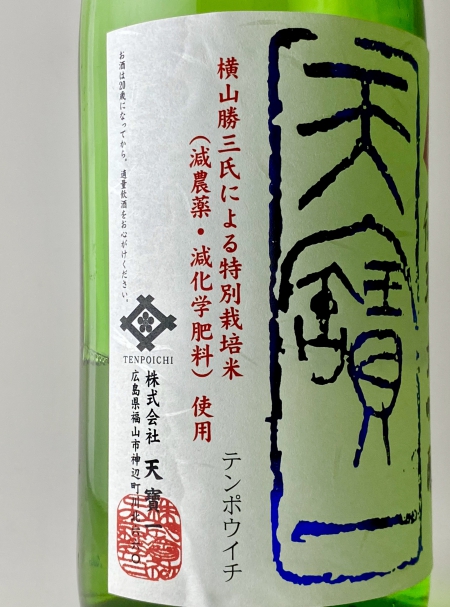 天寶一
テンポウイチ
横山勝三氏による特別栽培米
（減農薬・減化学肥料）使用
株式会社 天寶一
広島県福山市神辺町川北
TENPOICHI
お酒は20歳になってから。適量飲酒をお心がけください。